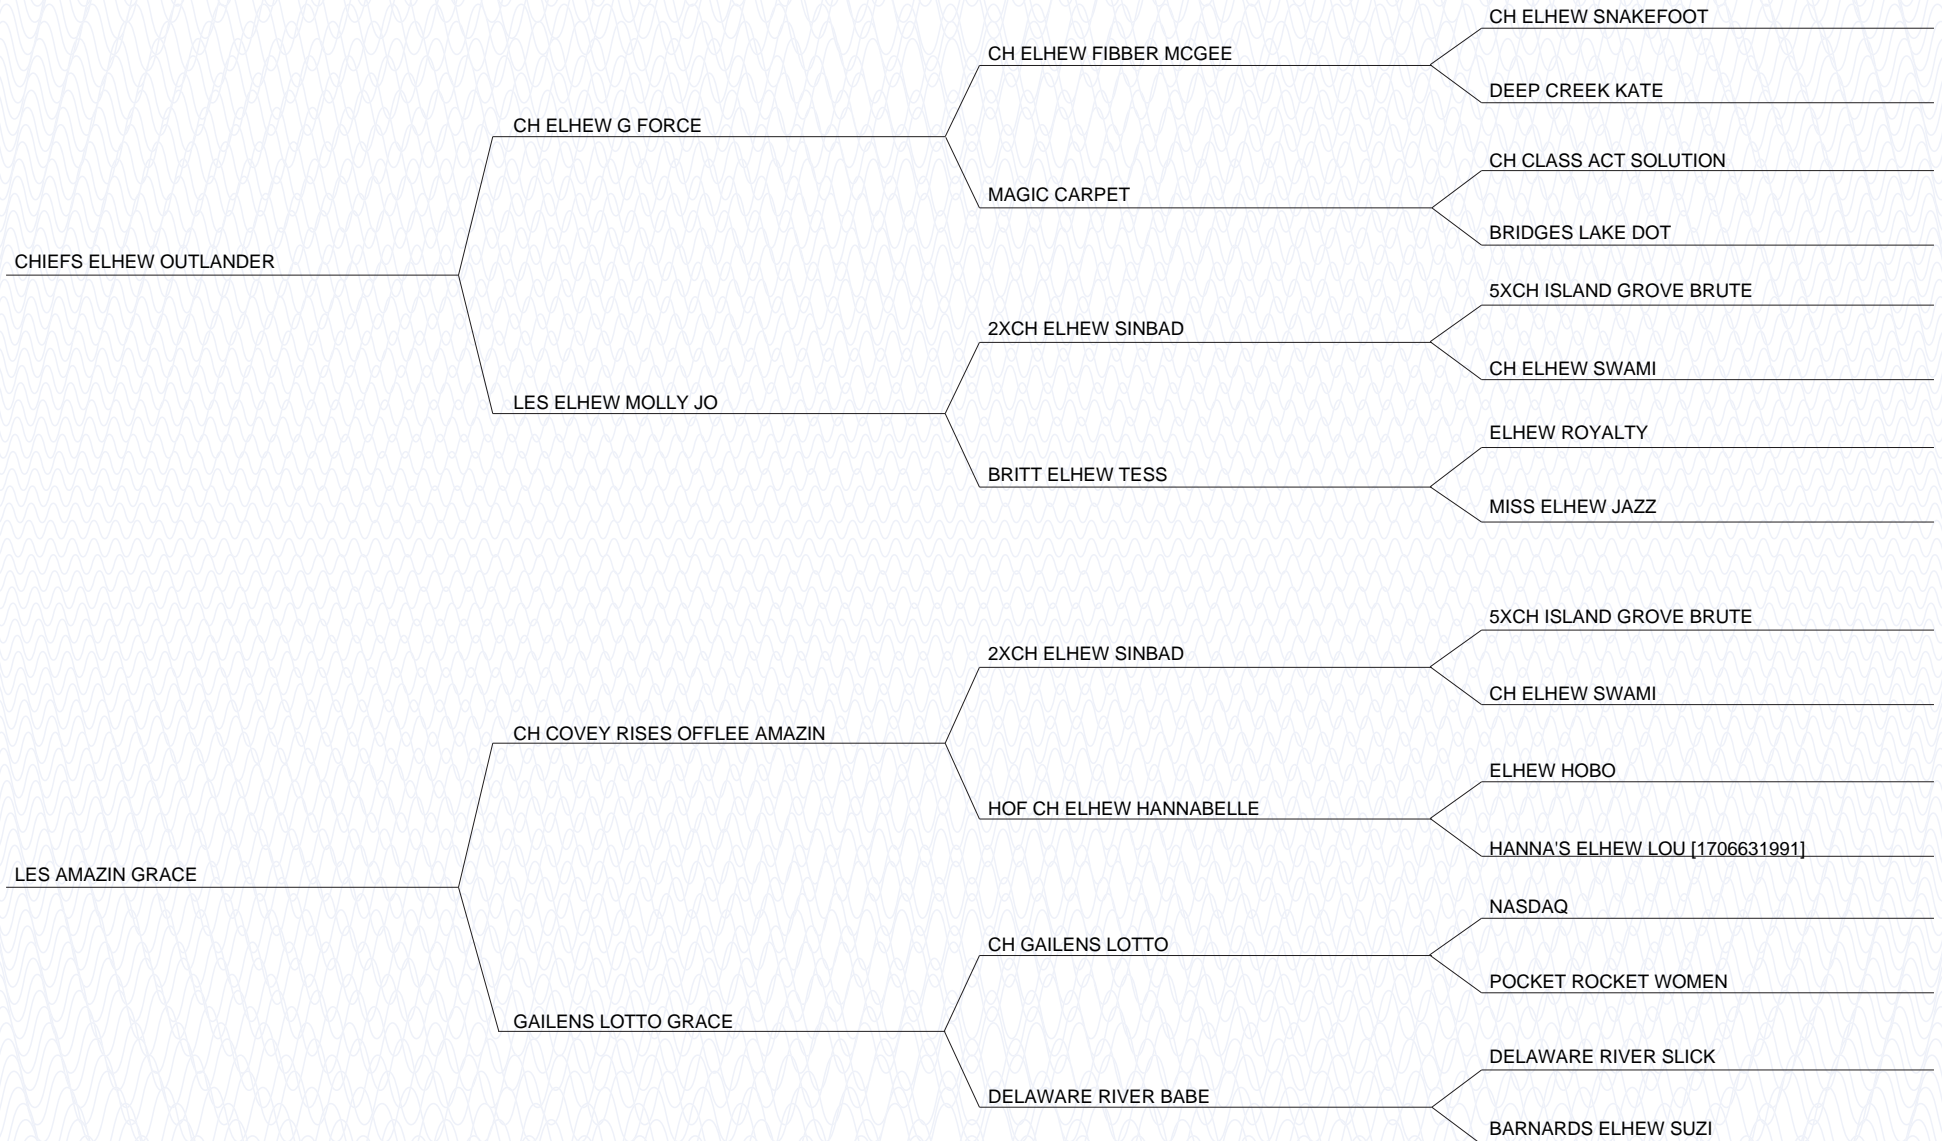 CH ELHEW SNAKEFOOT
CH ELHEW FIBBER MCGEE
DEEP CREEK KATE
CH ELHEW G FORCE
CH CLASS ACT SOLUTION
MAGIC CARPET
BRIDGES LAKE DOT
CHIEFS ELHEW OUTLANDER
5XCH ISLAND GROVE BRUTE
2XCH ELHEW SINBAD
CH ELHEW SWAMI
LES ELHEW MOLLY JO
ELHEW ROYALTY
BRITT ELHEW TESS
MISS ELHEW JAZZ
5XCH ISLAND GROVE BRUTE
2XCH ELHEW SINBAD
CH ELHEW SWAMI
CH COVEY RISES OFFLEE AMAZIN
ELHEW HOBO
HOF CH ELHEW HANNABELLE
HANNA'S ELHEW LOU [1706631991]
LES AMAZIN GRACE
NASDAQ
CH GAILENS LOTTO
POCKET ROCKET WOMEN
GAILENS LOTTO GRACE
DELAWARE RIVER SLICK
DELAWARE RIVER BABE
BARNARDS ELHEW SUZI